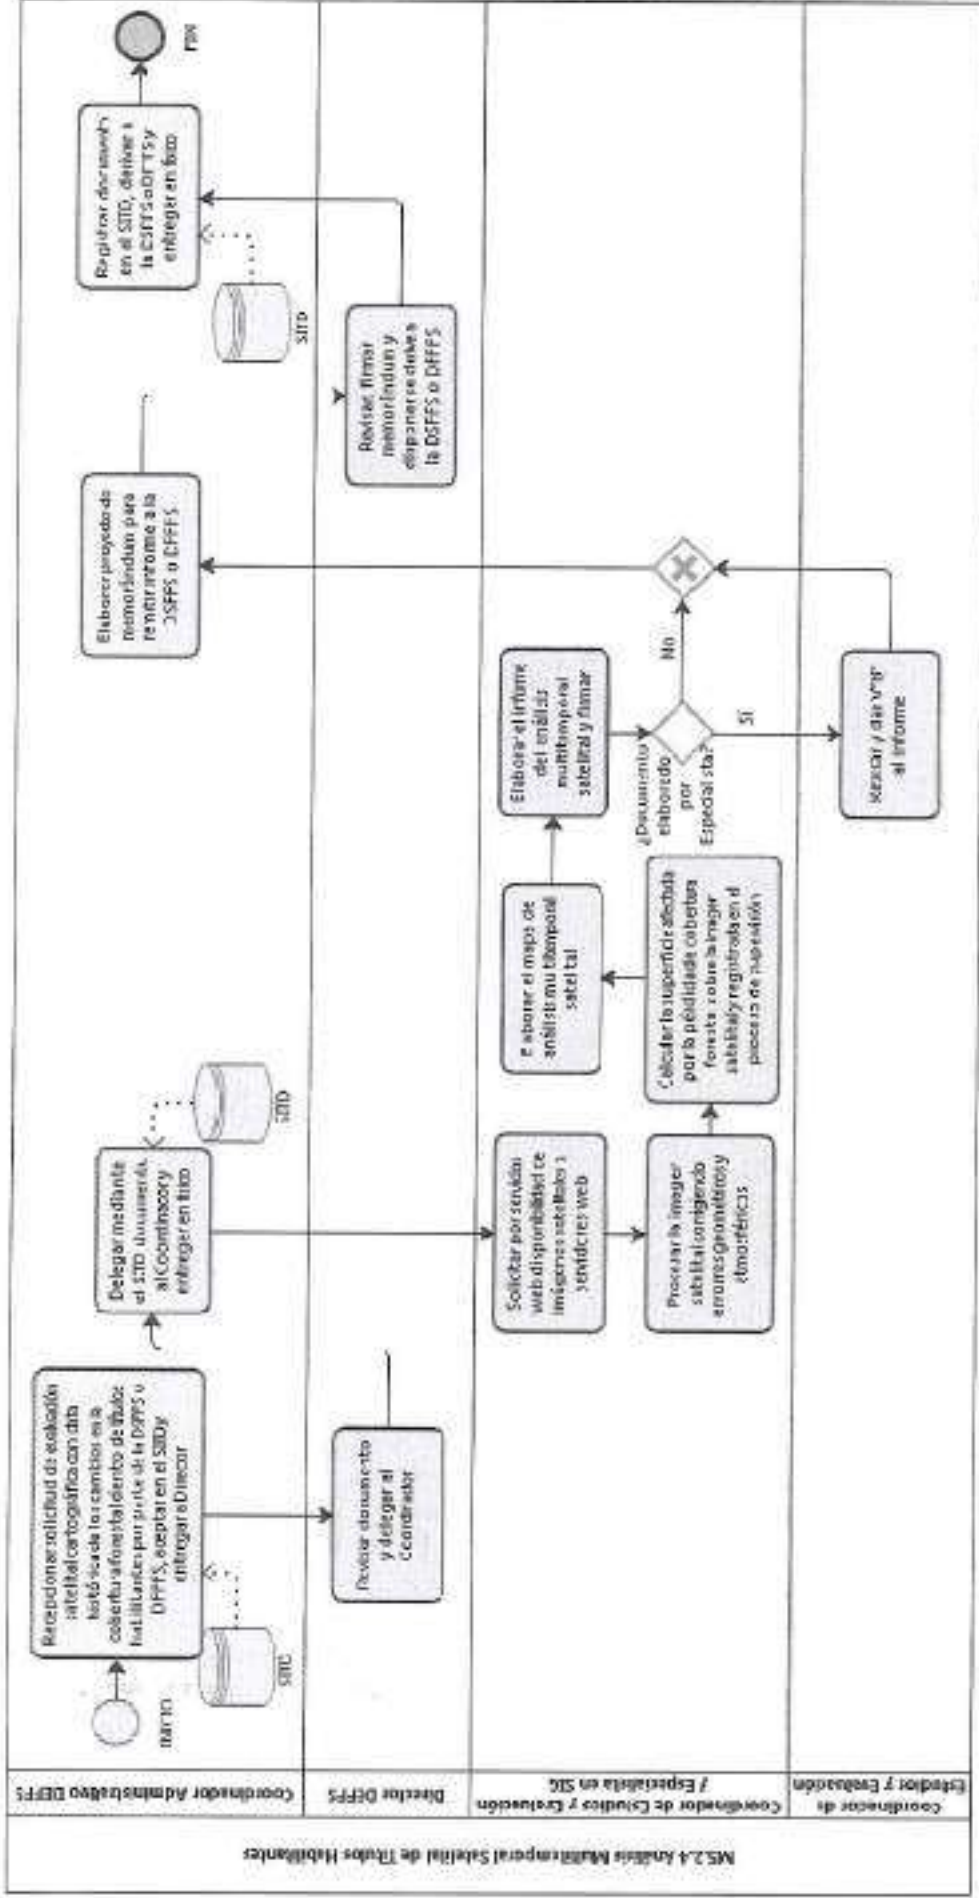 M5.2.4 Análisis Multitemporal Satelital de Títulos Habilitantes
Coordinador Administrativo DEFFS
INICIO
Recepcionar solicitud de evaluación
satelital cartográfica con data
histórica de los cambios en la
cobertura forestal dentro de títulos
habilitantes por parte de la DSFFS o
DFFFS, aceptar en el SITD y
entregar a Director
SITD
Delegar mediante
el SITD documento
al Coordinador y
entregar en físico
SITD
Elaborar proyecto de
memorándum para
remitir informe a la
DSFFS o DFFFS
Registrar documento
en el SITD, derivar a
la DSFFS o
entregar en físico
SITD
FIN
Director DEFFS
Revisar documento
y delegar al
Coordinador
Revisar, firmar
memorándum y
disponer se derive a
la DSFFS o DFFFS
Coordinador de Estudios y Evaluación
y Especialista en SIG
Solicitar por servidor
web disponibilidad de
imágenes satelitales a
servidores web
Procesar la imagen
satelital corrigiendo
errores geométricos y
atmosféricos
Calcular la superficie afectada
por la pérdida de cobertura
forestal sobre la imagen
satelital y registrada en el
proceso de supervisión
Elaborar el mapa de
análisis multitemporal
satelital
Elaborar el informe
del análisis
multitemporal
satelital y firmar
¿Documento
elaborado
por
Especialista?
No
Sí
Coordinador de
Estudios y Evaluación
Revisar y dar V°B°
al informe